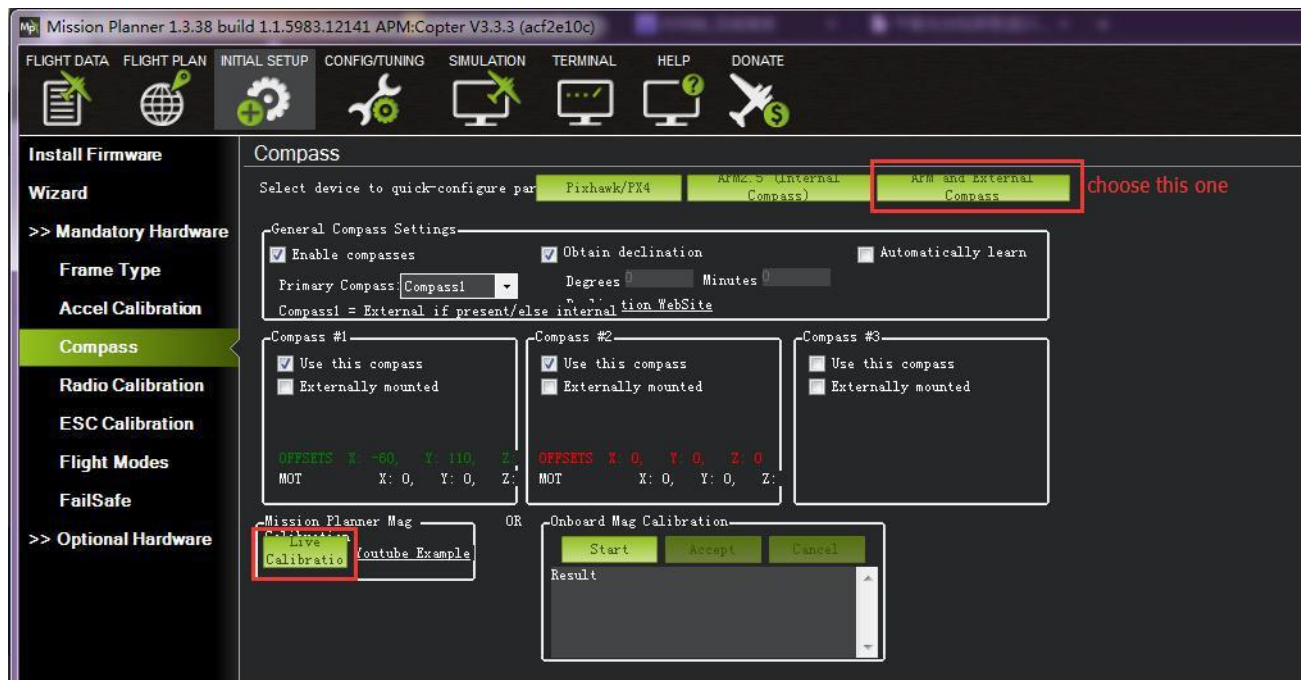 Mission Planner 1.3.38 build 1.1.5983.12141 APM:Copter V3.3.3 (acf2e10c)
FLIGHT DATA FLIGHT PLAN INITIAL SETUP CONFIG/TUNING SIMULATION TERMINAL HELP DONATE
Install Firmware
Wizard
>> Mandatory Hardware
Frame Type
Accel Calibration
Compass
Radio Calibration
ESC Calibration
Flight Modes
FailSafe
>> Optional Hardware
Compass
Select device to quick-configure par
Pixhawk/PX4
APM2.5 (Internal
Compass)
APM and External
Compass
choose this one
General Compass Settings
Enable compasses
Obtain declination
Automatically learn
Primary Compass: Compass1
Degrees 0 Minutes 0
Compass1 = External if present/else internal
tion WebSite
Compass #1
Use this compass
Externally mounted
OFFSETS X: -60, Y: 110, Z:
MOT X: 0, Y: 0, Z:
Compass #2
Use this compass
Externally mounted
OFFSETS X: 0, Y: 0, Z: 0
MOT X: 0, Y: 0, Z:
Compass #3
Use this compass
Externally mounted
Mission Planner Mag
Live
Calibratio
Youtube Example
OR
Onboard Mag Calibration
Start Accept Cancel
Result